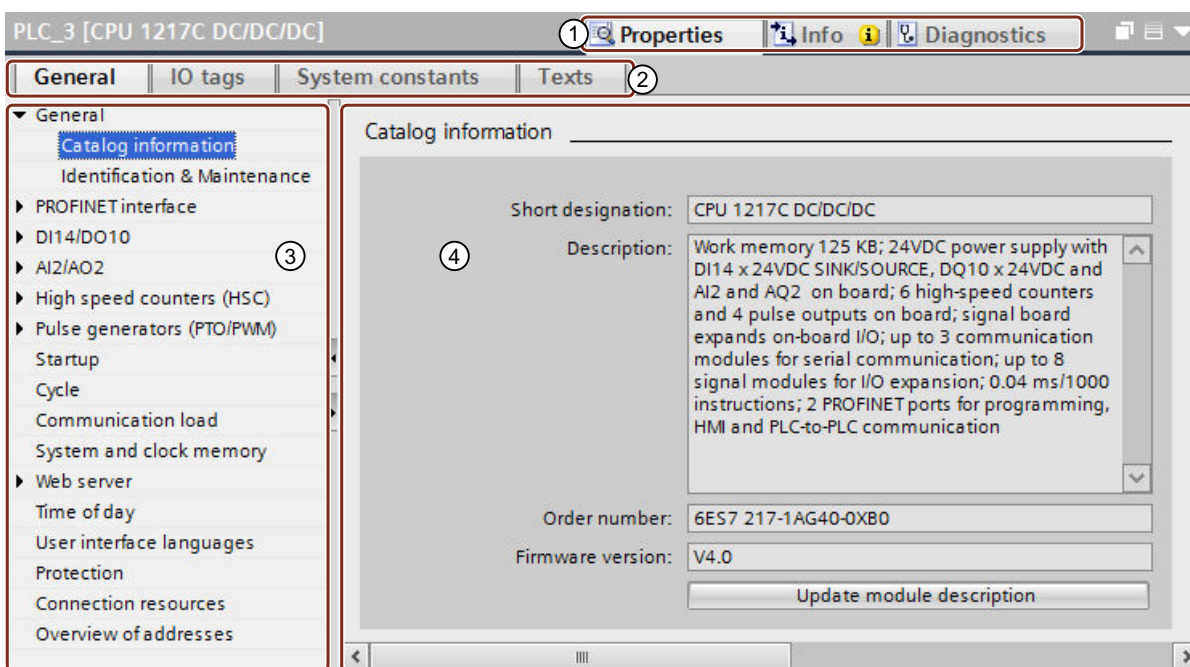 PLC_3 [CPU 1217C DC/DC/DC]
1 Properties Info Diagnostics
General IO tags System constants Texts 2
General
Catalog information
Identification & Maintenance
PROFINET interface
DI14/DO10
AI2/AO2
High speed counters (HSC)
Pulse generators (PTO/PWM)
Startup
Cycle
Communication load
System and clock memory
Web server
Time of day
User interface languages
Protection
Connection resources
Overview of addresses
3
Catalog information
4
Short designation: CPU 1217C DC/DC/DC
Description: Work memory 125 KB; 24VDC power supply with
DI14 x 24VDC SINK/SOURCE, DQ10 x 24VDC and
AI2 and AQ2 on board; 6 high-speed counters
and 4 pulse outputs on board; signal board
expands on-board I/O; up to 3 communication
modules for serial communication; up to 8
signal modules for I/O expansion; 0.04 ms/1000
instructions; 2 PROFINET ports for programming,
HMI and PLC-to-PLC communication
Order number: 6ES7 217-1AG40-0XB0
Firmware version: V4.0
Update module description